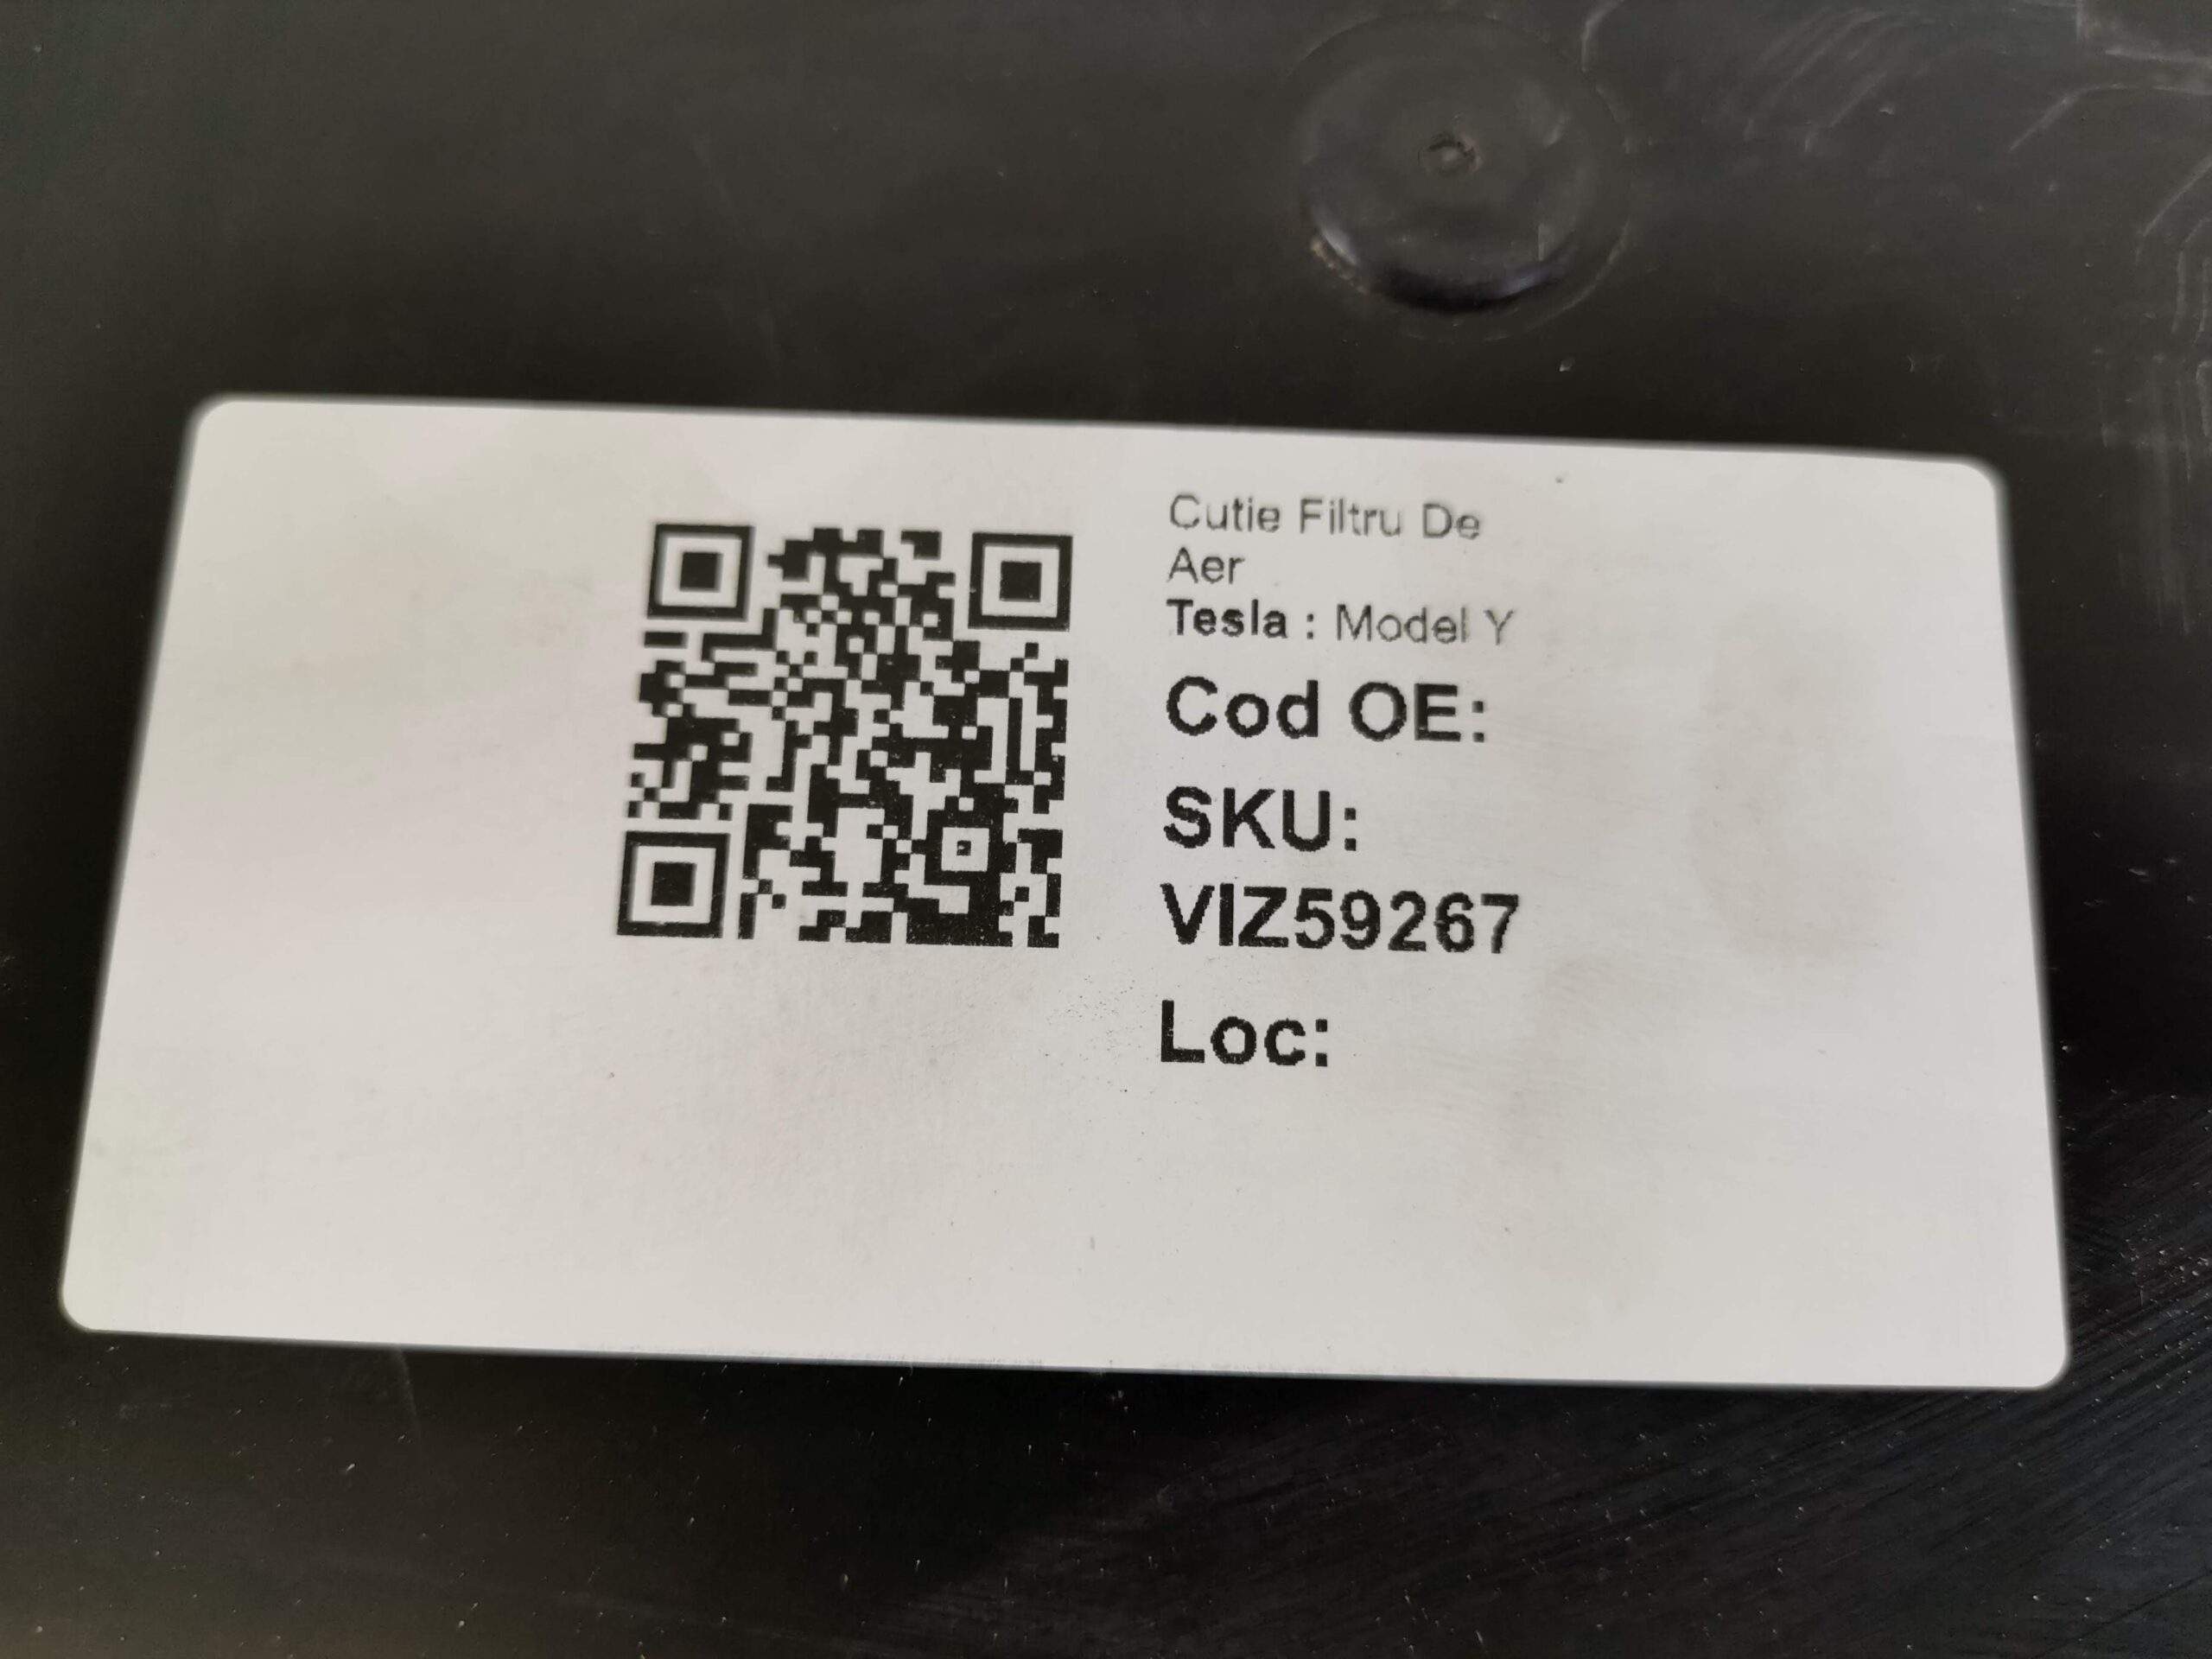 Cutie Filtru De
Aer
Tesla : Model Y
Cod OE:
SKU:
VIZ59267
Loc: